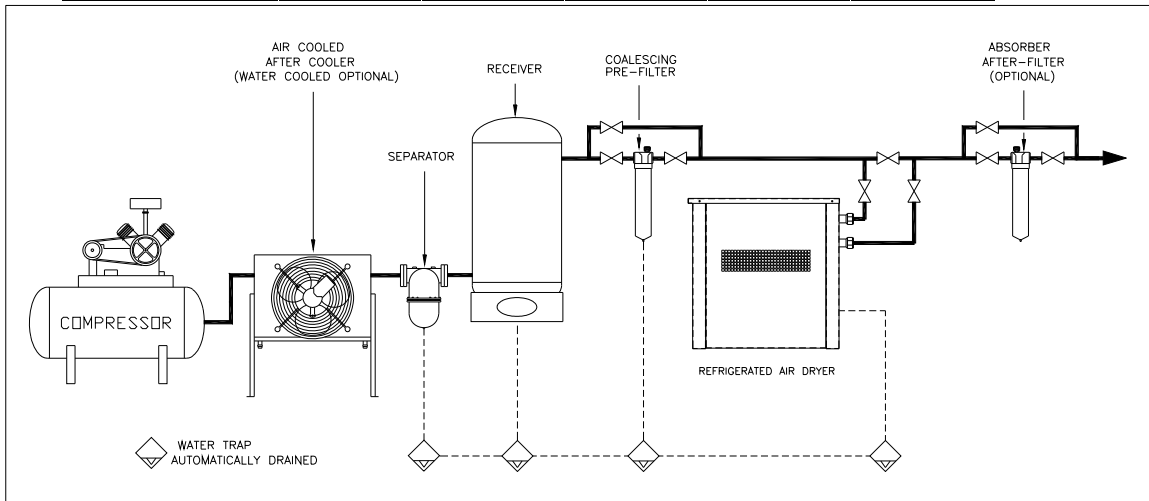 AIR COOLED
AFTER COOLER
(WATER COOLED OPTIONAL)
RECEIVER
COALESCING
PRE-FILTER
ABSORBER
AFTER-FILTER
(OPTIONAL)
SEPARATOR
COMPRESSOR
REFRIGERATED AIR DRYER
WATER TRAP
AUTOMATICALLY DRAINED